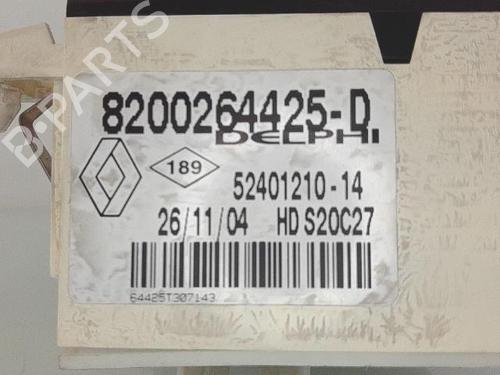 8200264425-D
DELPHI
189
52401210-14
26/11/04 HD S20C27
64425T307143
B-PARTS